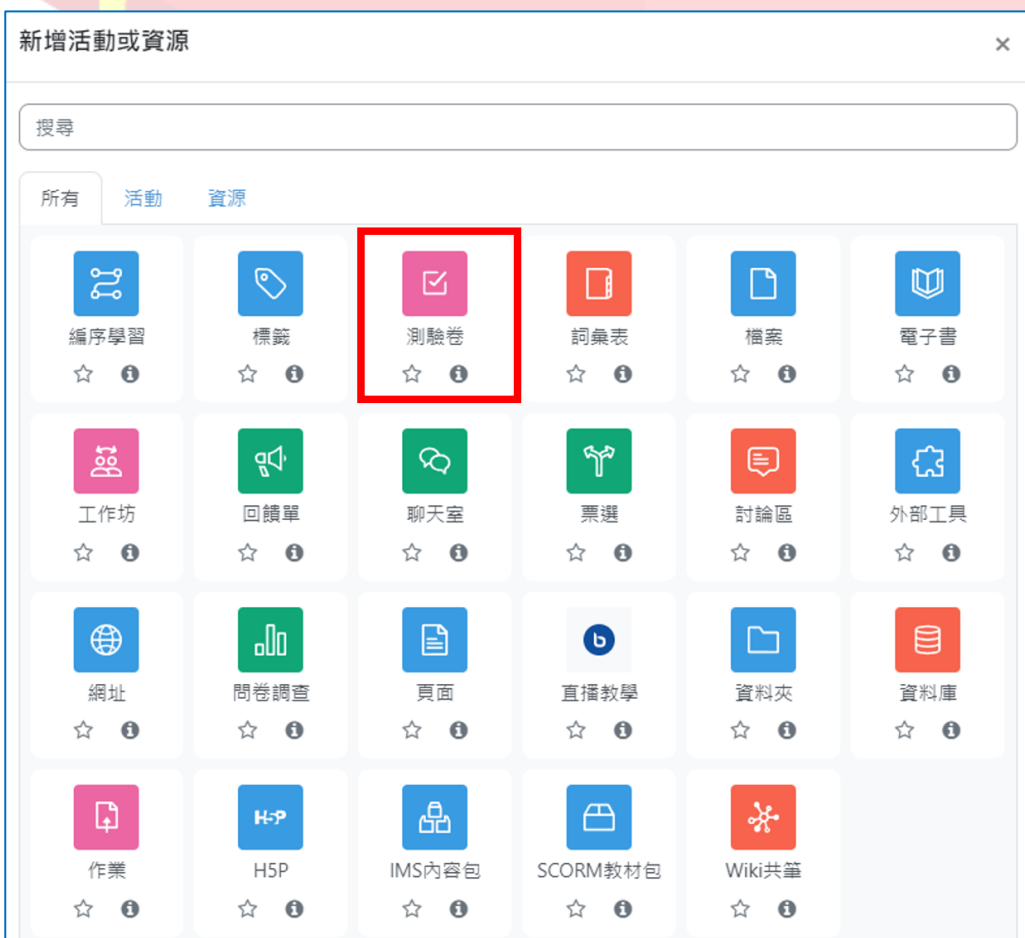 新增活動或資源
×
搜尋
所有 活動 資源
編序學習 標籤 測驗卷 詞彙表 檔案 電子書
工作坊 回饋單 聊天室 票選 討論區 外部工具
網址 問卷調查 頁面 直播教學 資料夾 資料庫
H5P
作業 H5P IMS內容包 SCORM教材包 Wiki共筆